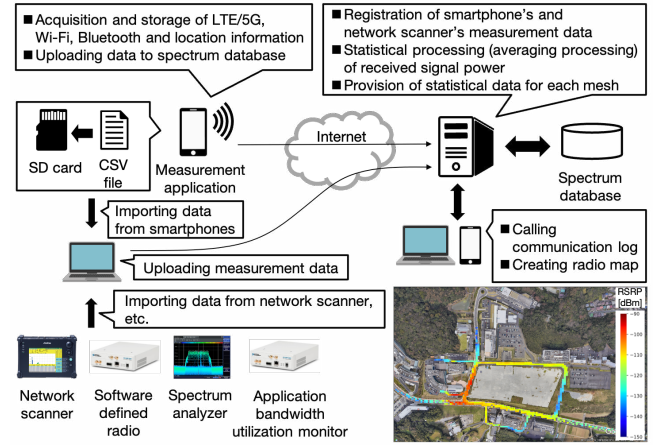 ■ Acquisition and storage of LTE/5G,
Wi-Fi, Bluetooth and location information
■ Uploading data to spectrum database
■ Registration of smartphone's and
network scanner's measurement data
■ Statistical processing (averaging processing)
of received signal power
■ Provision of statistical data for each mesh
SD card
CSV
file
Measurement
application
Internet
Spectrum
database
Importing data
from smartphones
Uploading measurement data
■ Calling
communication log
■ Creating radio map
Importing data from network scanner,
etc.
Network
scanner
Software
defined
radio
Spectrum
analyzer
Application
bandwidth
utilization monitor
RSRP
[dBm]
−90
−100
−110
−120
−130
−140
−150